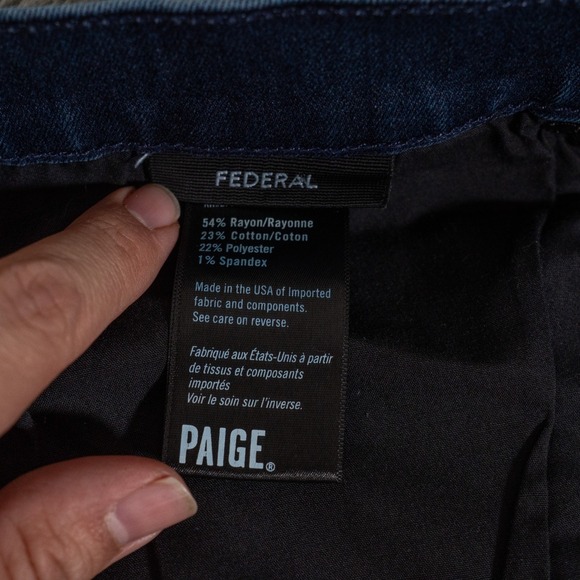 FEDERAL
54% Rayon/Rayonne
23% Cotton/Coton
22% Polyester
1% Spandex
Made in the USA of Imported
fabric and components.
See care on reverse.
Fabriqué aux États-Unis à partir
de tissus et composants
importés
Voir le soin sur l'inverse.
PAIGE®